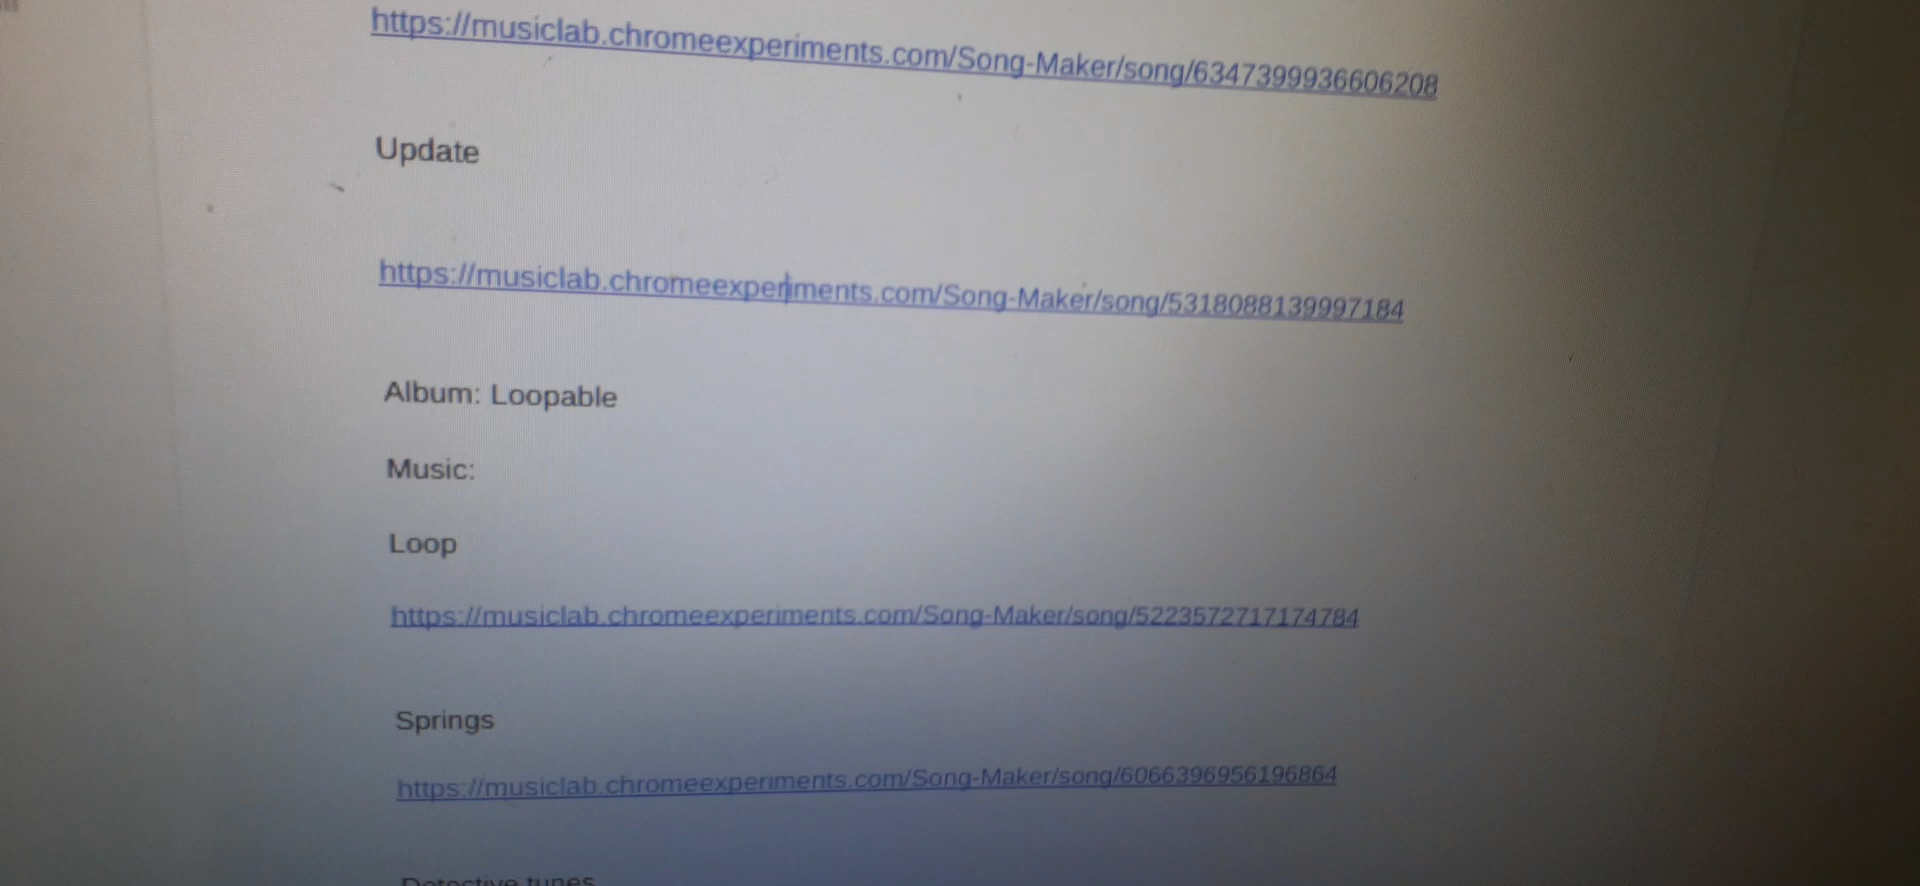 https://musiclab.chromeexperiments.com/Song-Maker/song/6347399936606208
Update
https://musiclab.chromeexperiments.com/Song-Maker/song/5318088139997184
Album: Loopable
Music:
Loop
https://musiclab.chromeexperiments.com/Song-Maker/song/5223572717174784
Springs
https://musiclab.chromeexperiments.com/Song-Maker/song/6066396956196864
Detective tunes